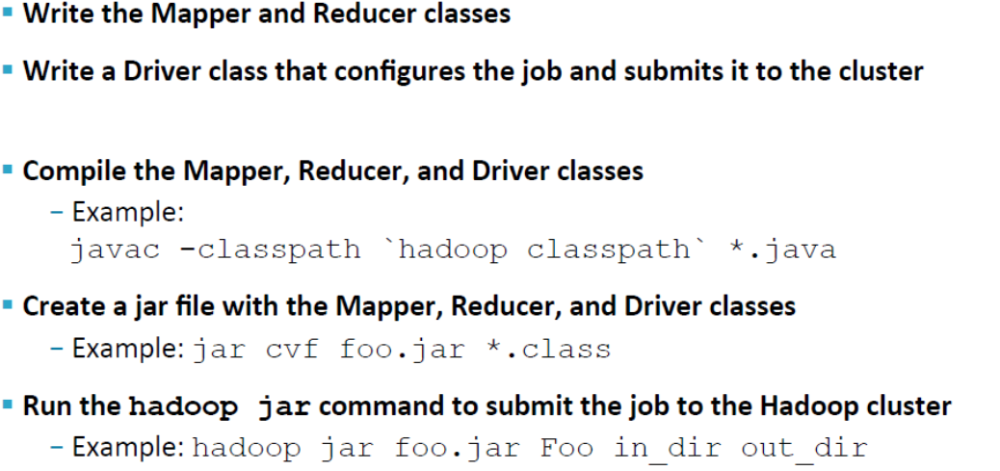 ▪ Write the Mapper and Reducer classes
▪ Write a Driver class that configures the job and submits it to the cluster
▪ Compile the Mapper, Reducer, and Driver classes
– Example:
javac -classpath `hadoop classpath` *.java
▪ Create a jar file with the Mapper, Reducer, and Driver classes
– Example: jar cvf foo.jar *.class
▪ Run the hadoop jar command to submit the job to the Hadoop cluster
– Example: hadoop jar foo.jar Foo in_dir out_dir